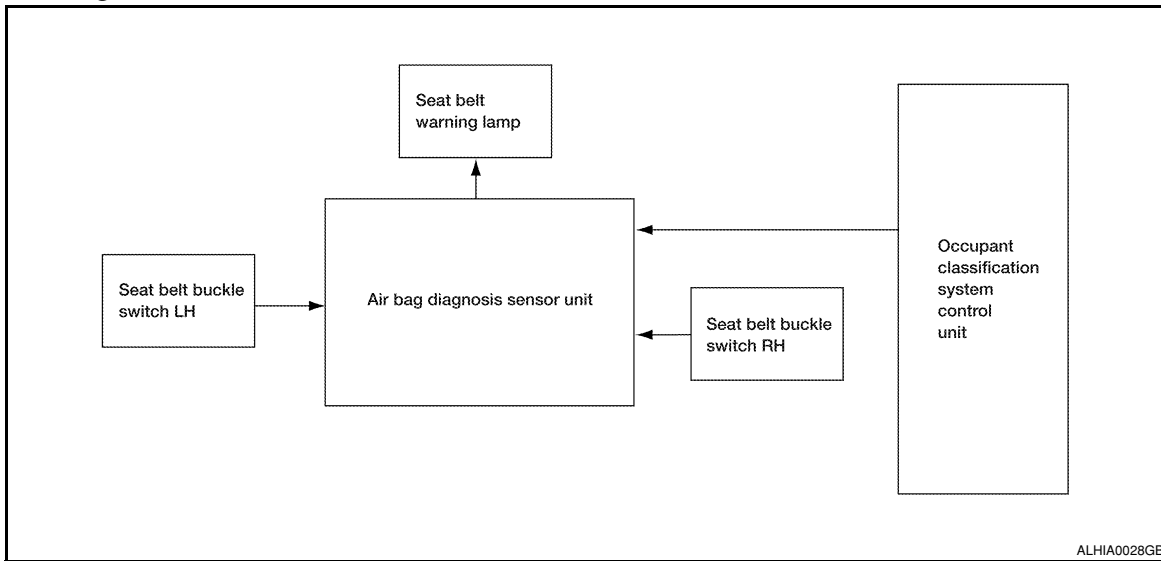 Seat belt
warning lamp
Seat belt buckle
switch LH
Air bag diagnosis sensor unit
Seat belt buckle
switch RH
Occupant
classification
system
control
unit
ALHIA0028GB